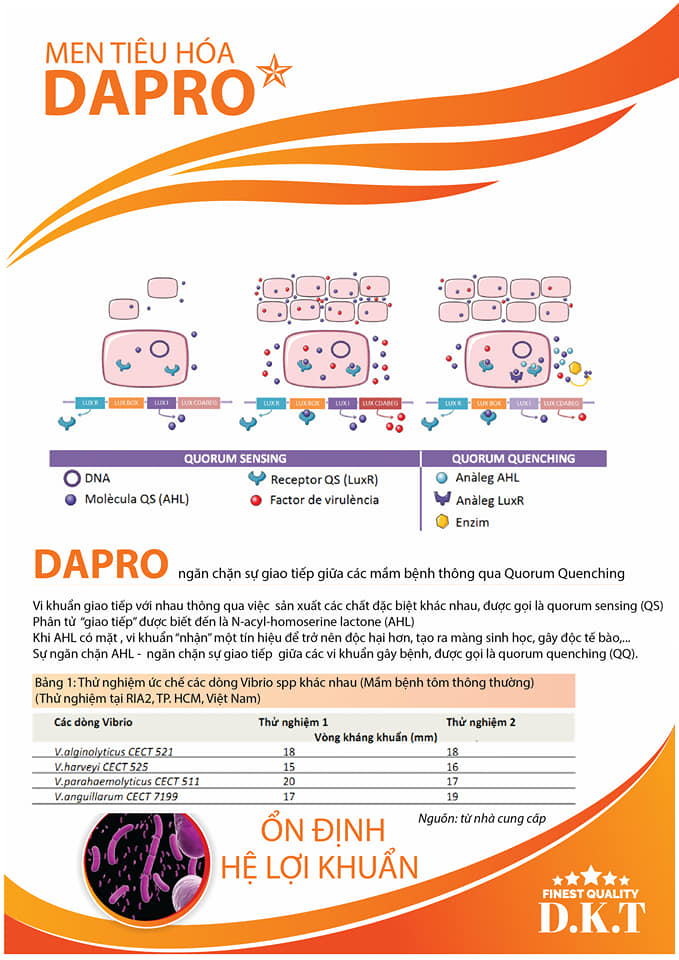 MEN TIÊU HÓA
DAPRO
LUX R LUX BOX LUX I LUX CDABEG
LUX R LUX BOX LUX I LUX CDABEG
LUX R LUX BOX LUX I LUX CDABEG
QUORUM SENSING QUORUM QUENCHING
DNA Receptor QS (LuxR) Anàleg AHL
Molècula QS (AHL) Factor de virulència Anàleg LuxR
Enzim
DAPRO ngăn chặn sự giao tiếp giữa các mầm bệnh thông qua Quorum Quenching
Vi khuẩn giao tiếp với nhau thông qua việc sản xuất các chất đặc biệt khác nhau, được gọi là quorum sensing (QS)
Phân tử "giao tiếp" được biết đến là N-acyl-homoserine lactone (AHL)
Khi AHL có mặt , vi khuẩn "nhận" một tín hiệu để trở nên độc hại hơn, tạo ra màng sinh học, gây độc tế bào,...
Sự ngăn chặn AHL - ngăn chặn sự giao tiếp giữa các vi khuẩn gây bệnh, được gọi là quorum quenching (QQ).
Bảng 1: Thử nghiệm ức chế các dòng Vibrio spp khác nhau (Mầm bệnh tôm thông thường)
(Thử nghiệm tại RIA2, TP. HCM, Việt Nam)
Các dòng Vibrio Thử nghiệm 1 Thử nghiệm 2
Vòng kháng khuẩn (mm)
V.alginolyticus CECT 521 18 18
V.harveyi CECT 525 15 16
V.parahaemolyticus CECT 511 20 17
V.anguillarum CECT 7199 17 19
Nguồn: từ nhà cung cấp
ỔN ĐỊNH
HỆ LỢI KHUẨN
FINEST QUALITY
D.K.T